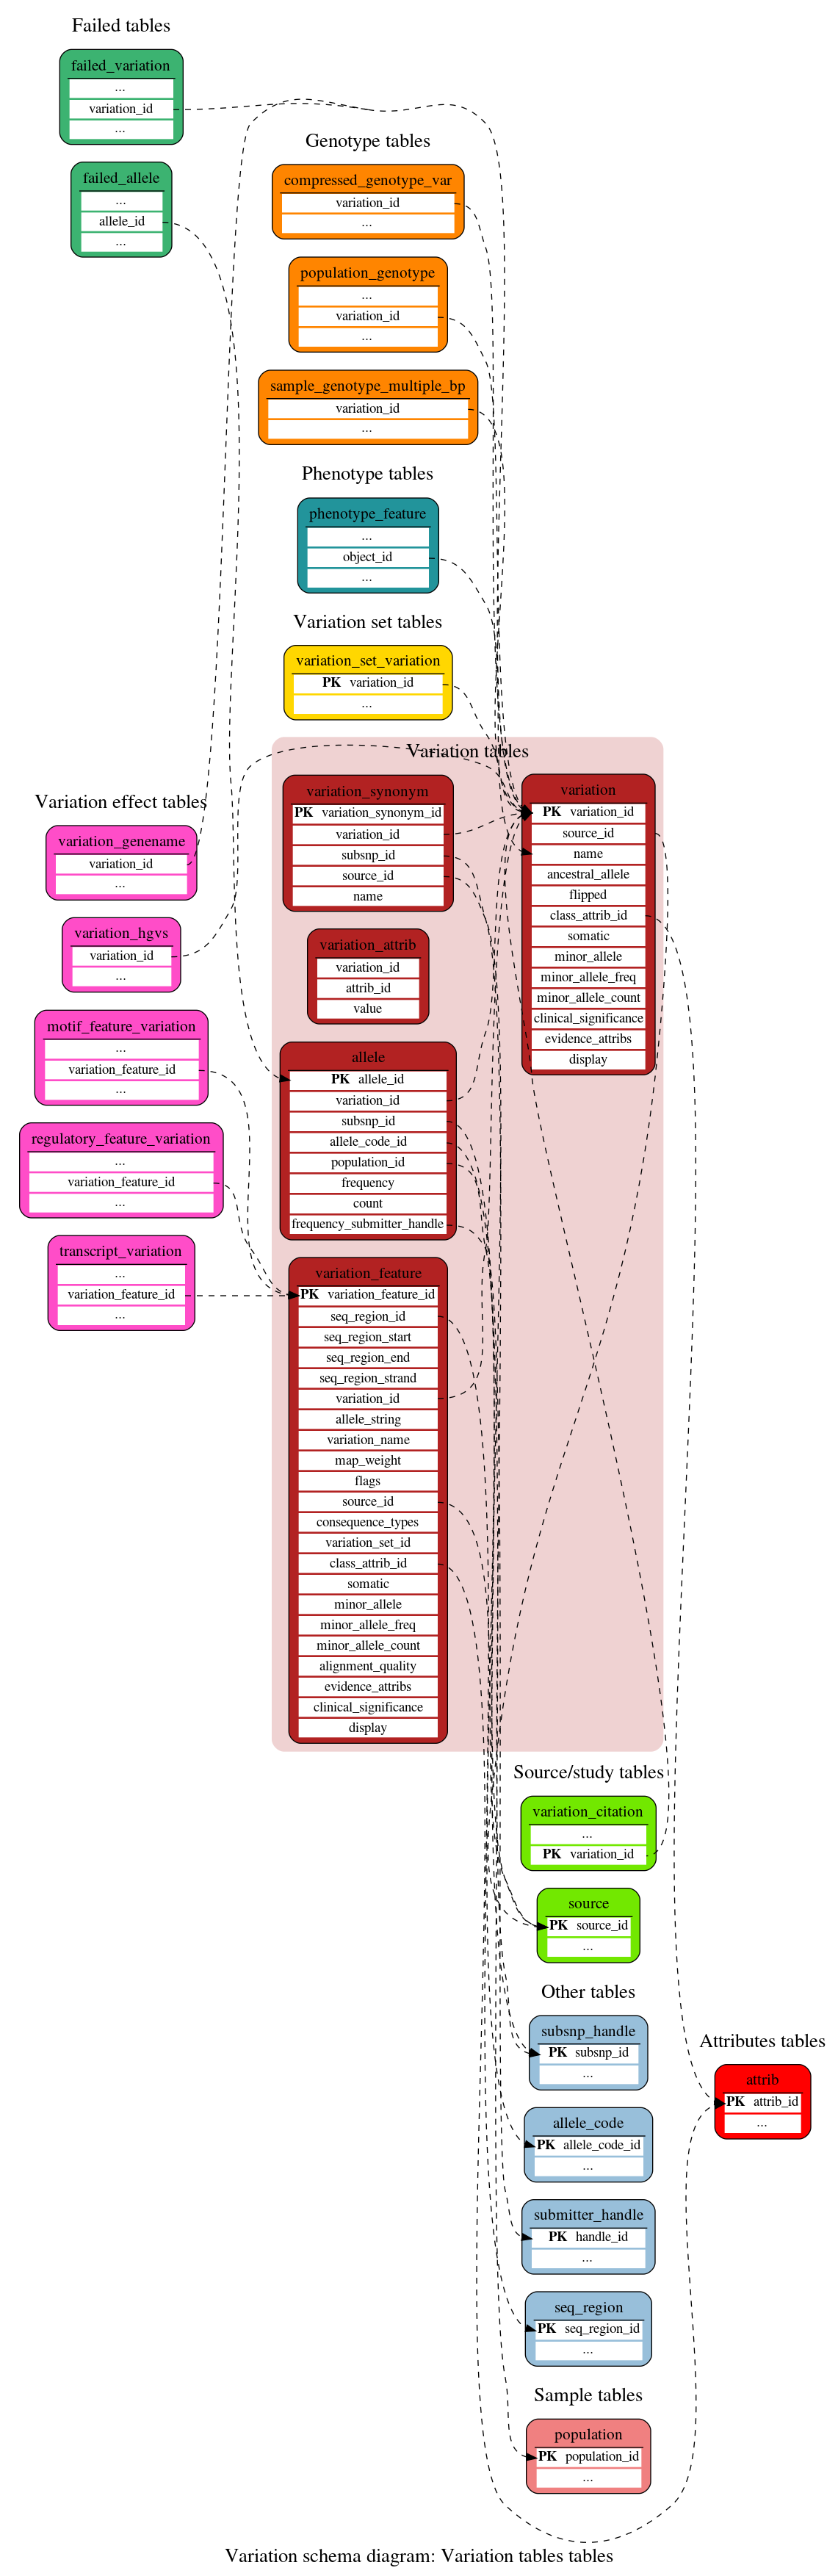 Failed tables
failed_variation
...
variation_id
...
failed_allele
...
allele_id
...
Genotype tables
compressed_genotype_var
variation_id
...
population_genotype
...
variation_id
...
sample_genotype_multiple_bp
variation_id
...
Phenotype tables
phenotype_feature
...
object_id
...
Variation set tables
variation_set_variation
PK variation_id
...
Variation effect tables
variation_genename
variation_id
...
variation_hgvs
variation_id
...
motif_feature_variation
...
variation_feature_id
...
regulatory_feature_variation
...
variation_feature_id
...
transcript_variation
...
variation_feature_id
...
Variation tables
variation_synonym
PK variation_synonym_id
variation_id
subsnp_id
source_id
name
variation_attrib
variation_id
attrib_id
value
allele
PK allele_id
variation_id
subsnp_id
allele_code_id
population_id
frequency
count
frequency_submitter_handle
variation_feature
PK variation_feature_id
seq_region_id
seq_region_start
seq_region_end
seq_region_strand
variation_id
allele_string
variation_name
map_weight
flags
source_id
consequence_types
variation_set_id
class_attrib_id
somatic
minor_allele
minor_allele_freq
minor_allele_count
alignment_quality
evidence_attribs
clinical_significance
display
variation
PK variation_id
source_id
name
ancestral_allele
flipped
class_attrib_id
somatic
minor_allele
minor_allele_freq
minor_allele_count
clinical_significance
evidence_attribs
display
Source/study tables
variation_citation
...
PK variation_id
source
PK source_id
...
Other tables
subsnp_handle
PK subsnp_id
...
allele_code
PK allele_code_id
...
submitter_handle
PK handle_id
...
seq_region
PK seq_region_id
...
Sample tables
population
PK population_id
...
Attributes tables
attrib
PK attrib_id
...
Variation schema diagram: Variation tables tables